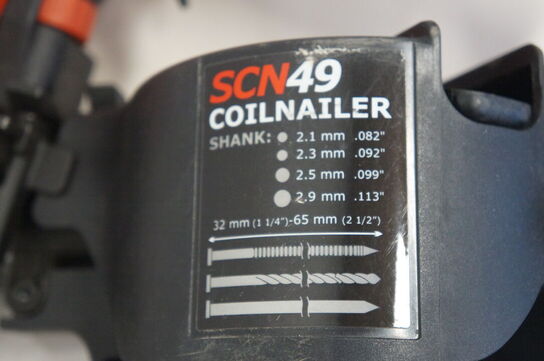 SCN49
COILNAILER
SHANK: 2.1 mm .082"
2.3 mm .092"
2.5 mm .099"
2.9 mm .113"
32 mm (1 1/4")-65 mm (2 1/2")